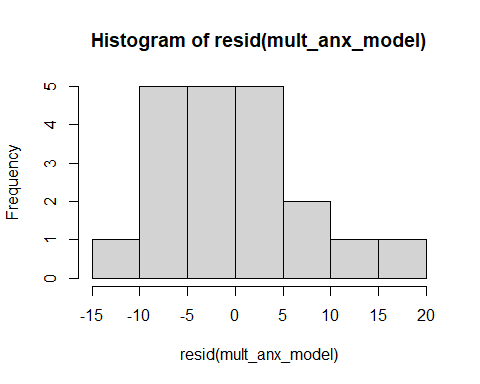 Histogram of resid(mult_anx_model)
Frequency
5
4
3
2
1
0
-15 -10 -5 0 5 10 15 20
resid(mult_anx_model)